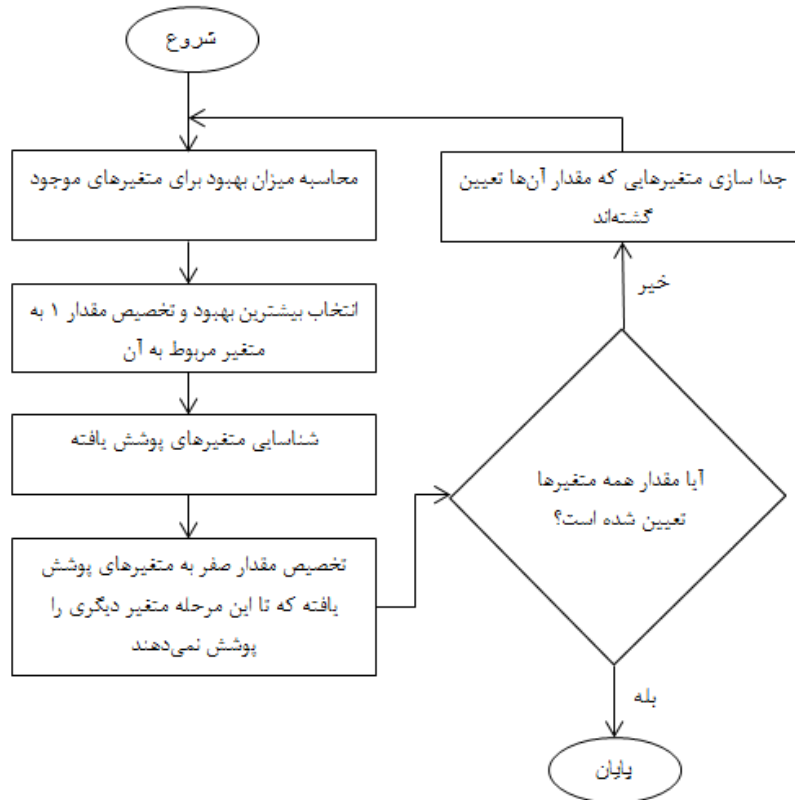 شروع
محاسبه میزان بهبود برای متغیرهای موجود
انتخاب بیشترین بهبود و تخصیص مقدار ۱ به
متغیر مربوط به آن
شناسایی متغیرهای پوشش یافته
تخصیص مقدار صفر به متغیرهای پوشش
یافته که تا این مرحله متغیر دیگری را
پوشش نمی‌دهند
آیا مقدار همه متغیرها
تعیین شده است؟
خیر
جدا سازی متغیرهایی که مقدار آن‌ها تعیین
گشته‌اند
بله
پایان